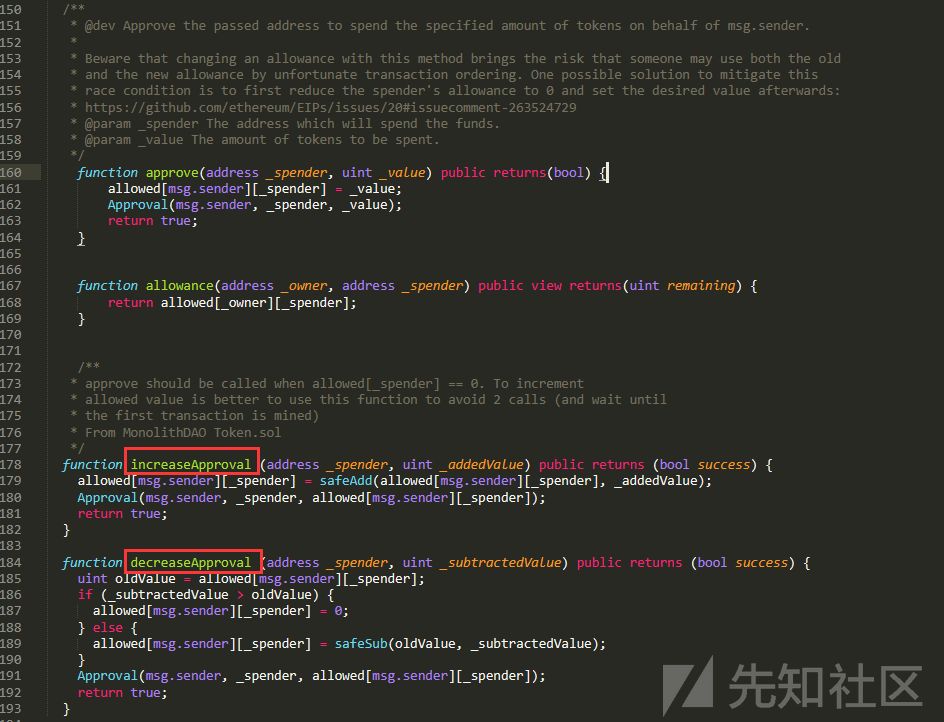 150 /**
151 * @dev Approve the passed address to spend the specified amount of tokens on behalf of msg.sender.
152 *
153 * Beware that changing an allowance with this method brings the risk that someone may use both the old
154 * and the new allowance by unfortunate transaction ordering. One possible solution to mitigate this
155 * race condition is to first reduce the spender's allowance to 0 and set the desired value afterwards:
156 * https://github.com/ethereum/EIPs/issues/20#issuecomment-263524729
157 * @param _spender The address which will spend the funds.
158 * @param _value The amount of tokens to be spent.
159 */
160 function approve(address _spender, uint _value) public returns(bool) {
161 allowed[msg.sender][_spender] = _value;
162 Approval(msg.sender, _spender, _value);
163 return true;
164 }
165
166
167 function allowance(address _owner, address _spender) public view returns(uint remaining) {
168 return allowed[_owner][_spender];
169 }
170
171
172 /**
173 * approve should be called when allowed[_spender] == 0. To increment
174 * allowed value is better to use this function to avoid 2 calls (and wait until
175 * the first transaction is mined)
176 * From MonolithDAO Token.sol
177 */
178 function increaseApproval (address _spender, uint _addedValue) public returns (bool success) {
179 allowed[msg.sender][_spender] = safeAdd(allowed[msg.sender][_spender], _addedValue);
180 Approval(msg.sender, _spender, allowed[msg.sender][_spender]);
181 return true;
182 }
183
184 function decreaseApproval (address _spender, uint _subtractedValue) public returns (bool success) {
185 uint oldValue = allowed[msg.sender][_spender];
186 if (_subtractedValue > oldValue) {
187 allowed[msg.sender][_spender] = 0;
188 } else {
189 allowed[msg.sender][_spender] = safeSub(oldValue, _subtractedValue);
190 }
191 Approval(msg.sender, _spender, allowed[msg.sender][_spender]);
192 return true;
193 }
先知社区